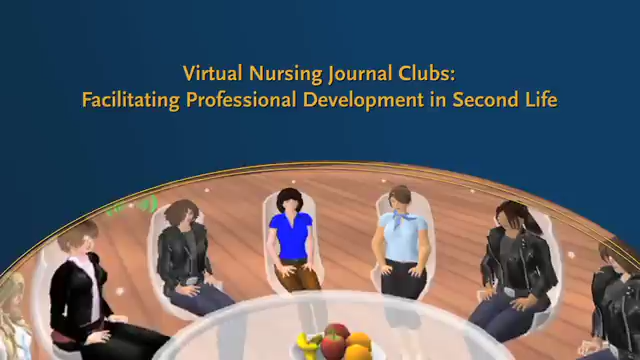 Virtual Nursing Journal Clubs:
Facilitating Professional Development in Second Life